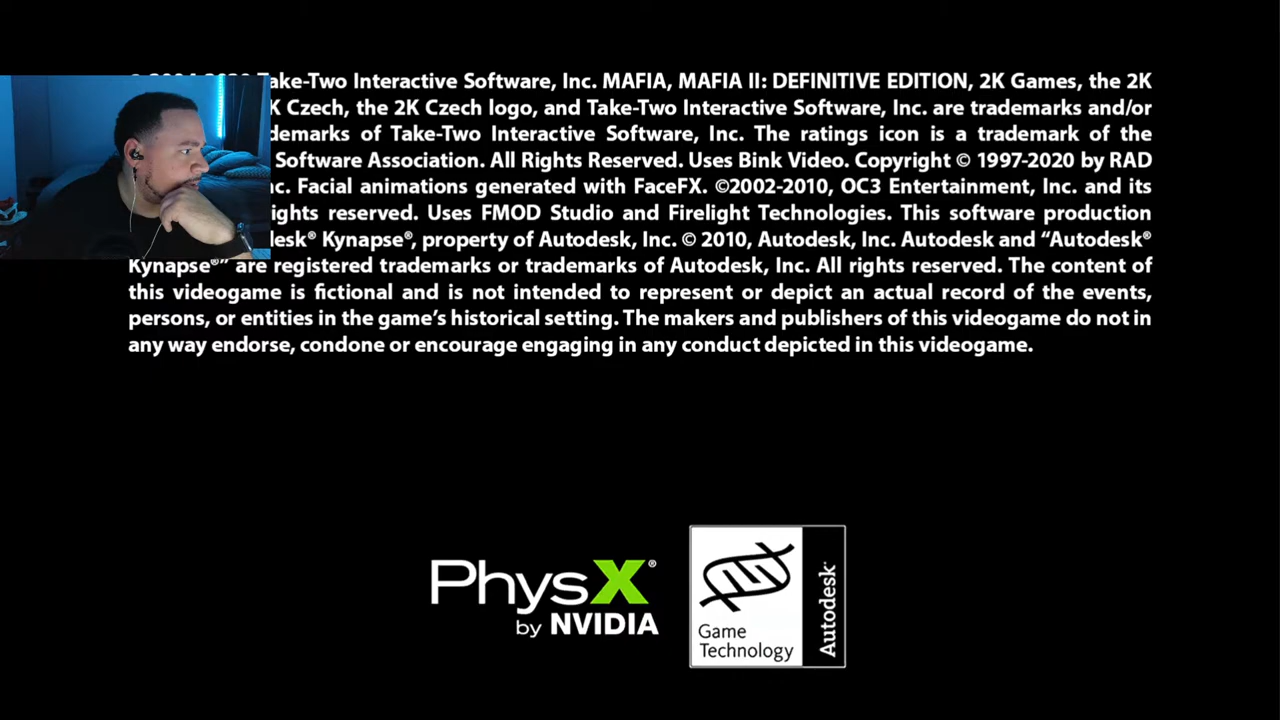 Take-Two Interactive Software, Inc. MAFIA, MAFIA II: DEFINITIVE EDITION, 2K Games, the 2K
K Czech, the 2K Czech logo, and Take-Two Interactive Software, Inc. are trademarks and/or
demarks of Take-Two Interactive Software, Inc. The ratings icon is a trademark of the
Software Association. All Rights Reserved. Uses Bink Video. Copyright © 1997-2020 by RAD
nc. Facial animations generated with FaceFX. ©2002-2010, OC3 Entertainment, Inc. and its
ights reserved. Uses FMOD Studio and Firelight Technologies. This software production
desk® Kynapse®, property of Autodesk, Inc. © 2010, Autodesk, Inc. Autodesk and “Autodesk®
Kynapse®” are registered trademarks or trademarks of Autodesk, Inc. All rights reserved. The content of
this videogame is fictional and is not intended to represent or depict an actual record of the events,
persons, or entities in the game’s historical setting. The makers and publishers of this videogame do not in
any way endorse, condone or encourage engaging in any conduct depicted in this videogame.
PhysX®
by NVIDIA
Game
Technology
Autodesk®